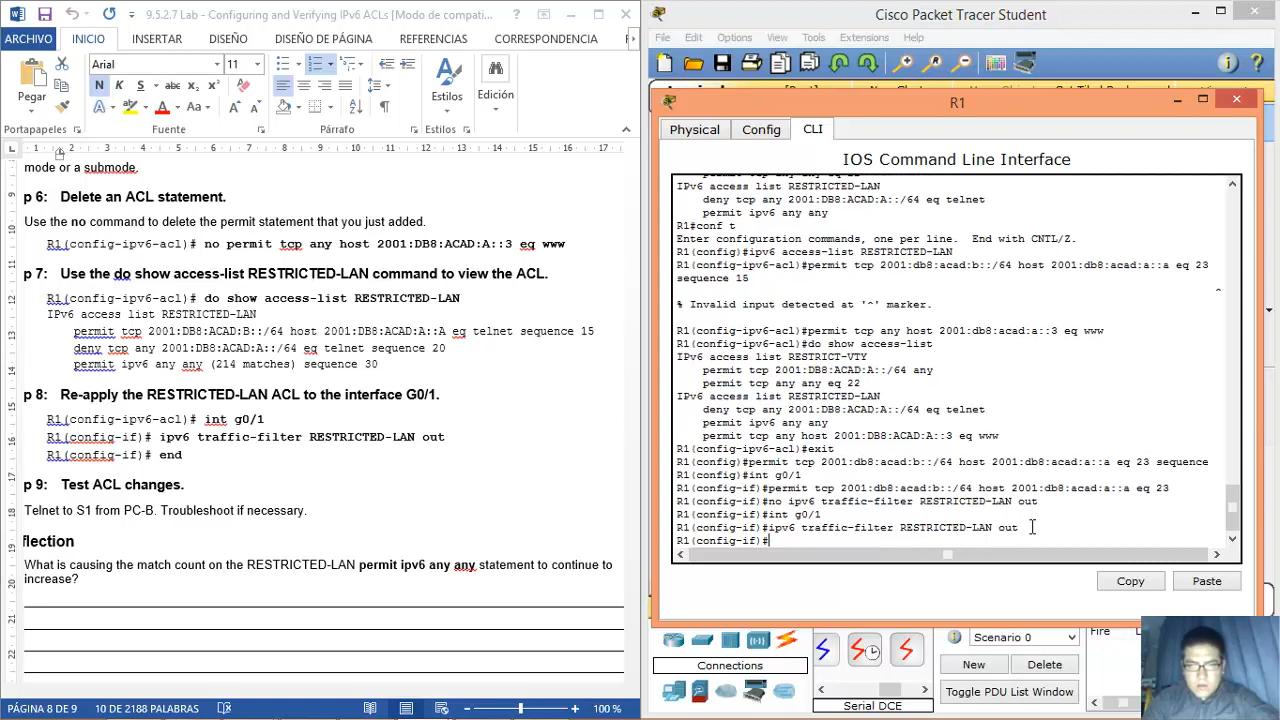 9.5.2.7 Lab - Configuring and Verifying IPv6 ACLs [Modo de compati...
ARCHIVO INICIO INSERTAR DISEÑO DISEÑO DE PÁGINA REFERENCIAS CORRESPONDENCIA
Arial 11
Pegar
Estilos
Edición
Portapapeles Fuente Párrafo Estilos
mode or a submode.
p 6: Delete an ACL statement.
Use the no command to delete the permit statement that you just added.
R1(config-ipv6-acl)# no permit tcp any host 2001:DB8:ACAD:A::3 eq www
p 7: Use the do show access-list RESTRICTED-LAN command to view the ACL.
R1(config-ipv6-acl)# do show access-list RESTRICTED-LAN
IPv6 access list RESTRICTED-LAN
permit tcp 2001:DB8:ACAD:B::/64 host 2001:DB8:ACAD:A::A eq telnet sequence 15
deny tcp any 2001:DB8:ACAD:A::/64 eq telnet sequence 20
permit ipv6 any any (214 matches) sequence 30
p 8: Re-apply the RESTRICTED-LAN ACL to the interface G0/1.
R1(config-ipv6-acl)# int g0/1
R1(config-if)# ipv6 traffic-filter RESTRICTED-LAN out
R1(config-if)# end
p 9: Test ACL changes.
Telnet to S1 from PC-B. Troubleshoot if necessary.
flection
What is causing the match count on the RESTRICTED-LAN permit ipv6 any any statement to continue to
increase?
PÁGINA 8 DE 9 10 DE 2188 PALABRAS 100 %
Cisco Packet Tracer Student
File Edit Options View Tools Extensions Help
R1
Physical Config CLI
IOS Command Line Interface
IPv6 access list RESTRICTED-LAN
deny tcp any 2001:DB8:ACAD:A::/64 eq telnet
permit ipv6 any any
R1#conf t
Enter configuration commands, one per line. End with CNTL/Z.
R1(config)#ipv6 access-list RESTRICTED-LAN
R1(config-ipv6-acl)#permit tcp 2001:db8:acad:b::/64 host 2001:db8:acad:a::a eq 23
sequence 15
^
% Invalid input detected at '^' marker.
R1(config-ipv6-acl)#permit tcp any host 2001:db8:acad:a::3 eq www
R1(config-ipv6-acl)#do show access-list
IPv6 access list RESTRICT-VTY
permit tcp 2001:DB8:ACAD:A::/64 any
permit tcp any any eq 22
IPv6 access list RESTRICTED-LAN
deny tcp any 2001:DB8:ACAD:A::/64 eq telnet
permit ipv6 any any
permit tcp any host 2001:DB8:ACAD:A::3 eq www
R1(config-ipv6-acl)#exit
R1(config)#permit tcp 2001:db8:acad:b::/64 host 2001:db8:acad:a::a eq 23 sequence
R1(config)#int g0/1
R1(config-if)#permit tcp 2001:db8:acad:b::/64 host 2001:db8:acad:a::a eq 23
R1(config-if)#no ipv6 traffic-filter RESTRICTED-LAN out
R1(config-if)#int g0/1
R1(config-if)#ipv6 traffic-filter RESTRICTED-LAN out
R1(config-if)#
Copy Paste
Connections
Serial DCE
Scenario 0
New Delete
Toggle PDU List Window
Fire